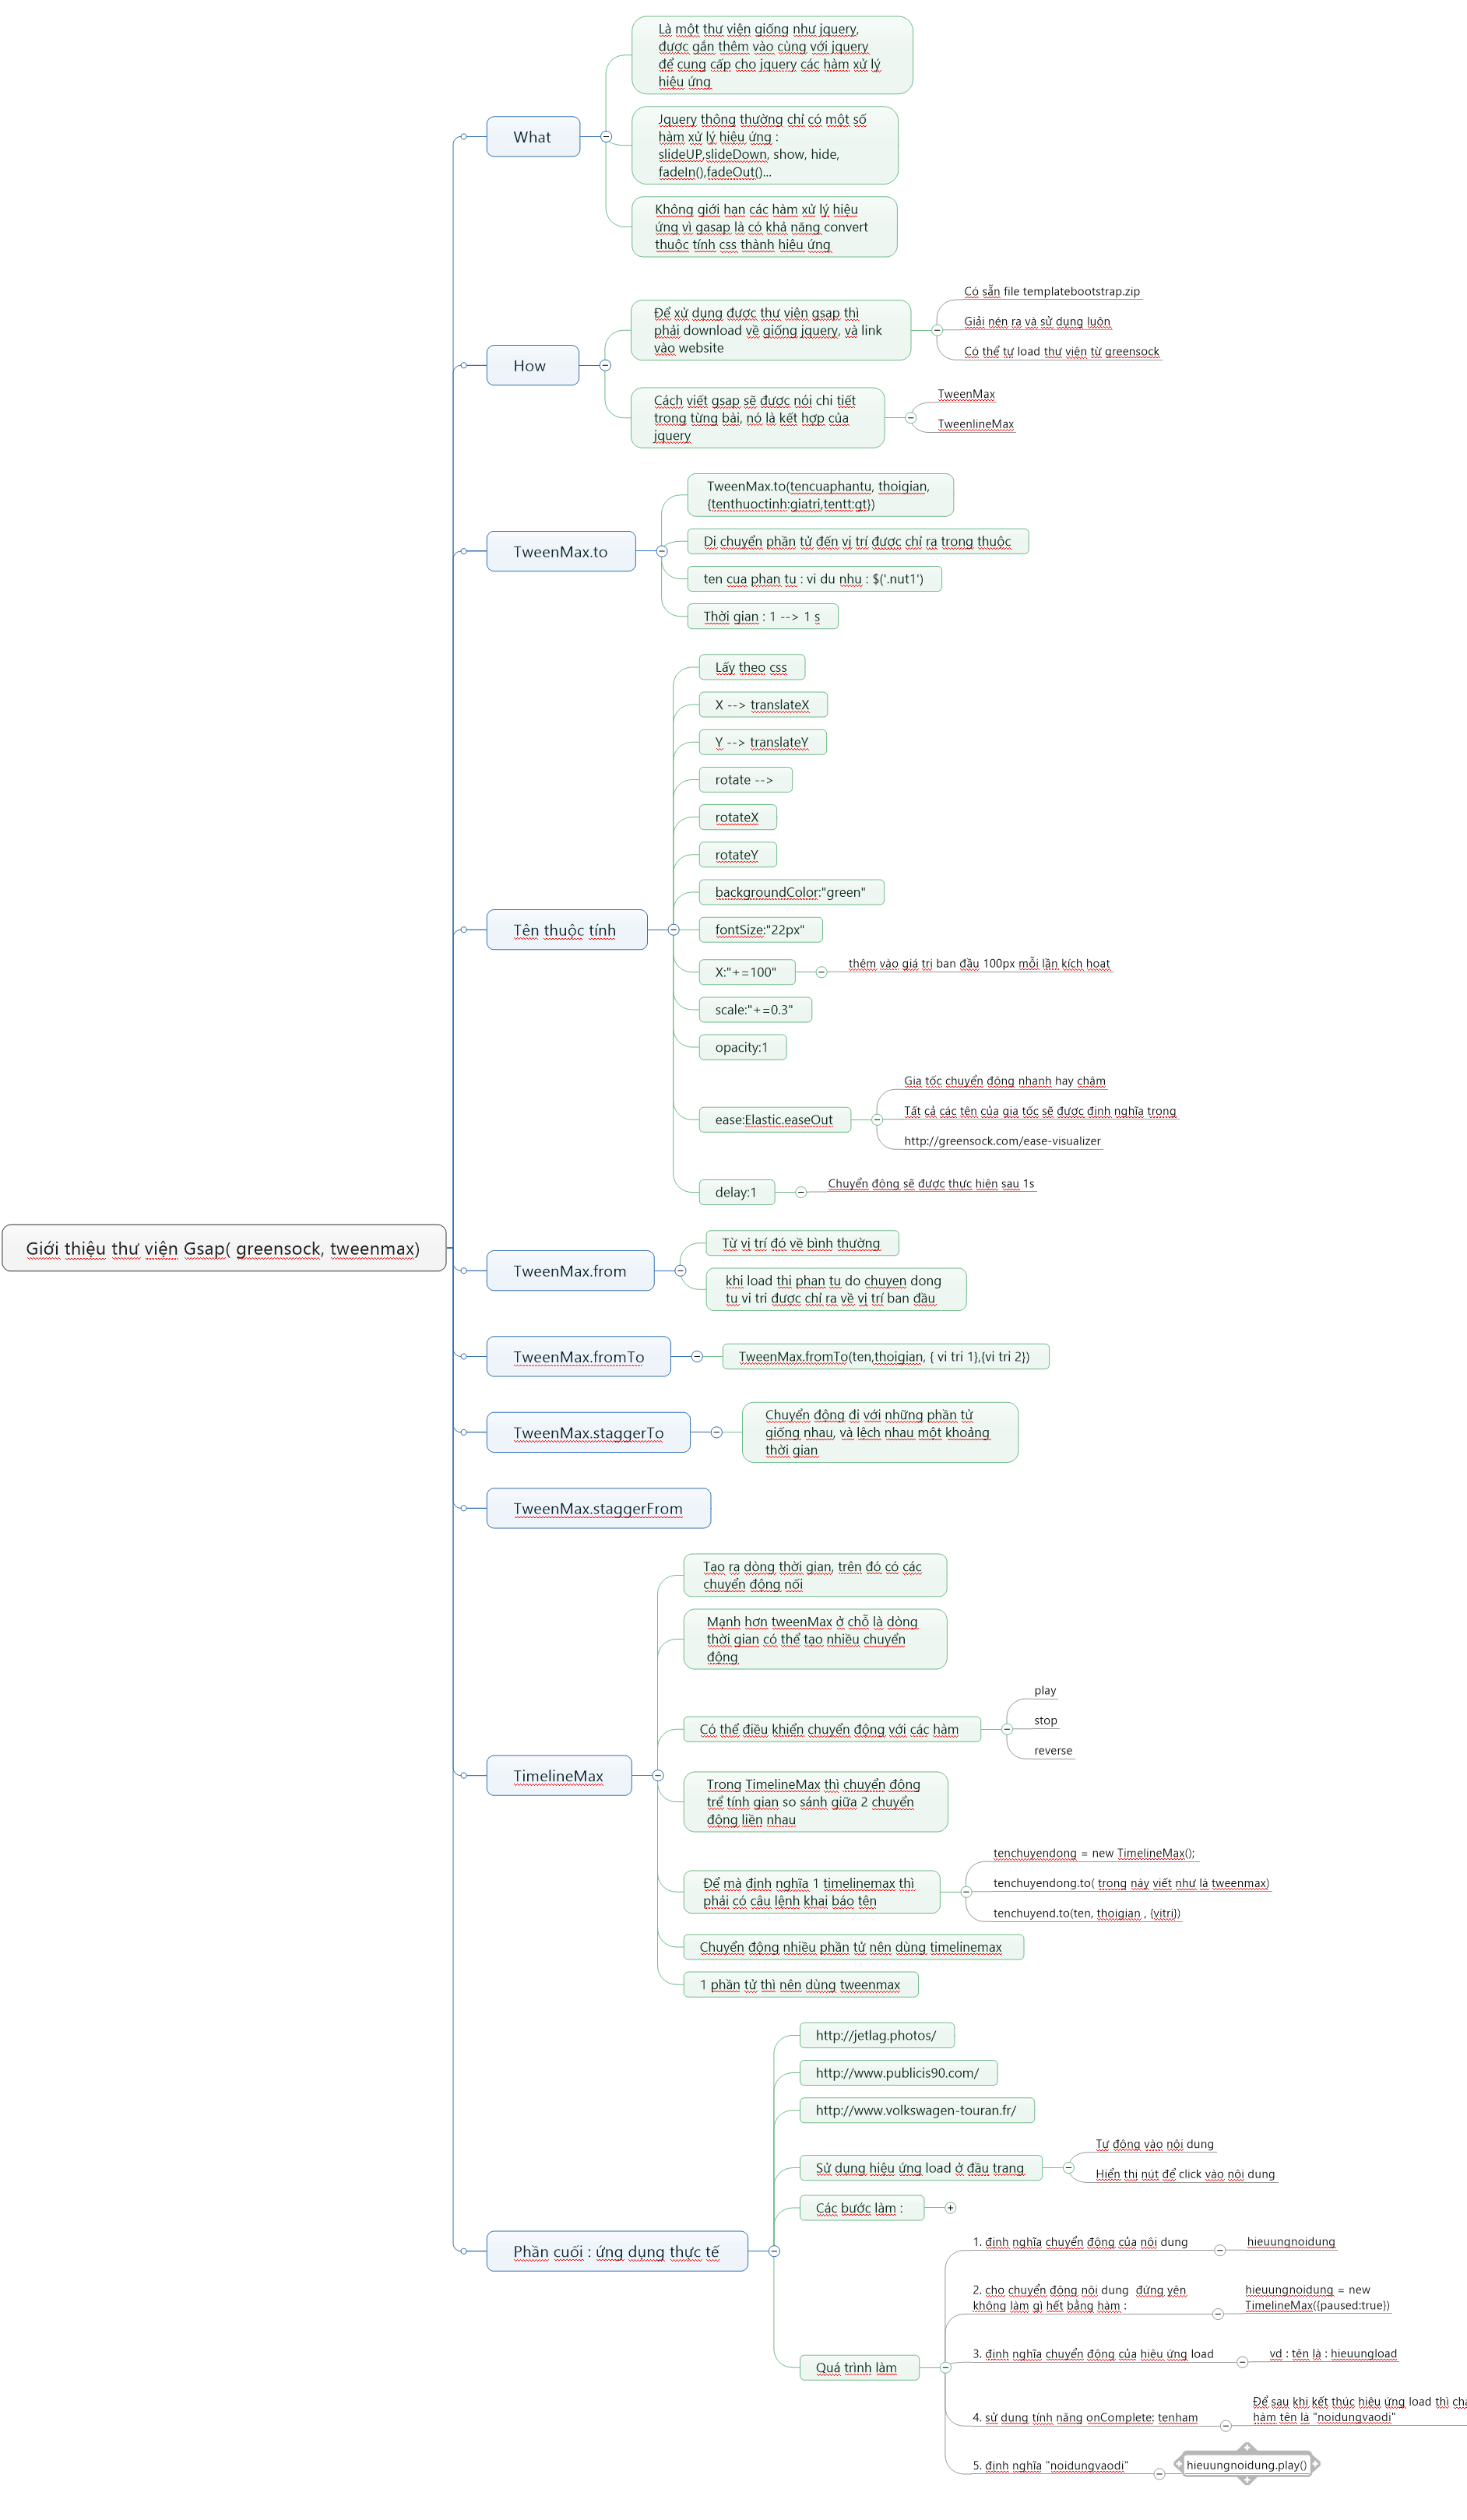 Giới thiệu thư viện Gsap( greensock, tweenmax)
What
Là một thư viện giống như jquery,
được gắn thêm vào cùng với jquery
để cung cấp cho jquery các hàm xử lý
hiệu ứng
Jquery thông thường chỉ có một số
hàm xử lý hiệu ứng :
slideUP,slideDown, show, hide,
fadeIn(),fadeOut()...
Không giới hạn các hàm xử lý hiệu
ứng vì gasap là có khả năng convert
thuộc tính css thành hiệu ứng
How
Để xử dụng được thư viện gsap thì
phải download về giống jquery, và link
vào website
Có sẵn file templatebootstrap.zip
Giải nén ra và sử dụng luôn
Có thể tự load thư viện từ greensock
Cách viết gsap sẽ được nói chi tiết
trong từng bài, nó là kết hợp của
jquery
TweenMax
TweenlineMax
TweenMax.to
TweenMax.to(tencuaphantu, thoigian,
{tenthuoctinh:giatri,tentt:gt})
Di chuyển phần tử đến vị trí được chỉ ra trong thuộc
ten cua phan tu : vi du nhu : $('.nut1')
Thời gian : 1 --> 1 s
Tên thuộc tính
Lấy theo css
X --> translateX
Y --> translateY
rotate -->
rotateX
rotateY
backgroundColor:"green"
fontSize:"22px"
X:"+=100"
thêm vào giá trị ban đầu 100px mỗi lần kích hoạt
scale:"+=0.3"
opacity:1
ease:Elastic.easeOut
Gia tốc chuyển động nhanh hay chậm
Tất cả các tên của gia tốc sẽ được định nghĩa trong
http://greensock.com/ease-visualizer
delay:1
Chuyển động sẽ được thực hiện sau 1s
TweenMax.from
Từ vị trí đó về bình thường
khi load thi phan tu do chuyen dong
tu vi tri được chỉ ra về vị trí ban đầu
TweenMax.fromTo
TweenMax.fromTo(ten,thoigian, { vi tri 1},{vi tri 2})
TweenMax.staggerTo
Chuyển động đi với những phần tử
giống nhau, và lệch nhau một khoảng
thời gian
TweenMax.staggerFrom
TimelineMax
Tạo ra dòng thời gian, trên đó có các
chuyển động nối
Mạnh hơn tweenMax ở chỗ là dòng
thời gian có thể tạo nhiều chuyển
động
Có thể điều khiển chuyển động với các hàm
play
stop
reverse
Trong TimelineMax thì chuyển động
trể tính gian so sánh giữa 2 chuyển
động liền nhau
Để mà định nghĩa 1 timelinemax thì
phải có câu lệnh khai báo tên
tenchuyendong = new TimelineMax();
tenchuyendong.to( trong này viết như là tweenmax)
tenchuyend.to(ten, thoigian , {vitri})
Chuyển động nhiều phần tử nên dùng timelinemax
1 phần tử thì nên dùng tweenmax
Phần cuối : ứng dụng thực tế
http://jetlag.photos/
http://www.publicis90.com/
http://www.volkswagen-touran.fr/
Sử dụng hiệu ứng load ở đầu trang
Tự động vào nội dung
Hiển thị nút để click vào nội dung
Các bước làm :
Quá trình làm
1. định nghĩa chuyển động của nội dung
hieuungnoidung
2. cho chuyển động nội dung  đứng yên
không làm gì hết bằng hàm :
hieuungnoidung = new
TimelineMax({paused:true})
3. định nghĩa chuyển động của hiệu ứng load
vd : tên là : hieuungload
4. sử dụng tính năng onComplete: tenham
Để sau khi kết thúc hiệu ứng load thì
hàm tên là "noidungvaodi"
5. định nghĩa "noidungvaodi"
hieuungnoidung.play()